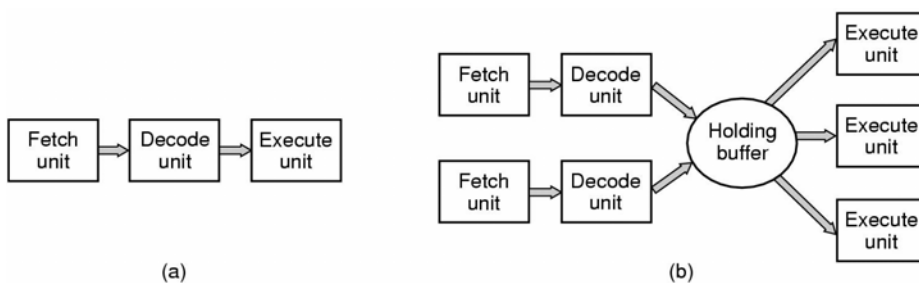 Fetch
unit
Decode
unit
Execute
unit
(a)
Fetch
unit
Decode
unit
Fetch
unit
Decode
unit
Holding
buffer
Execute
unit
Execute
unit
Execute
unit
(b)